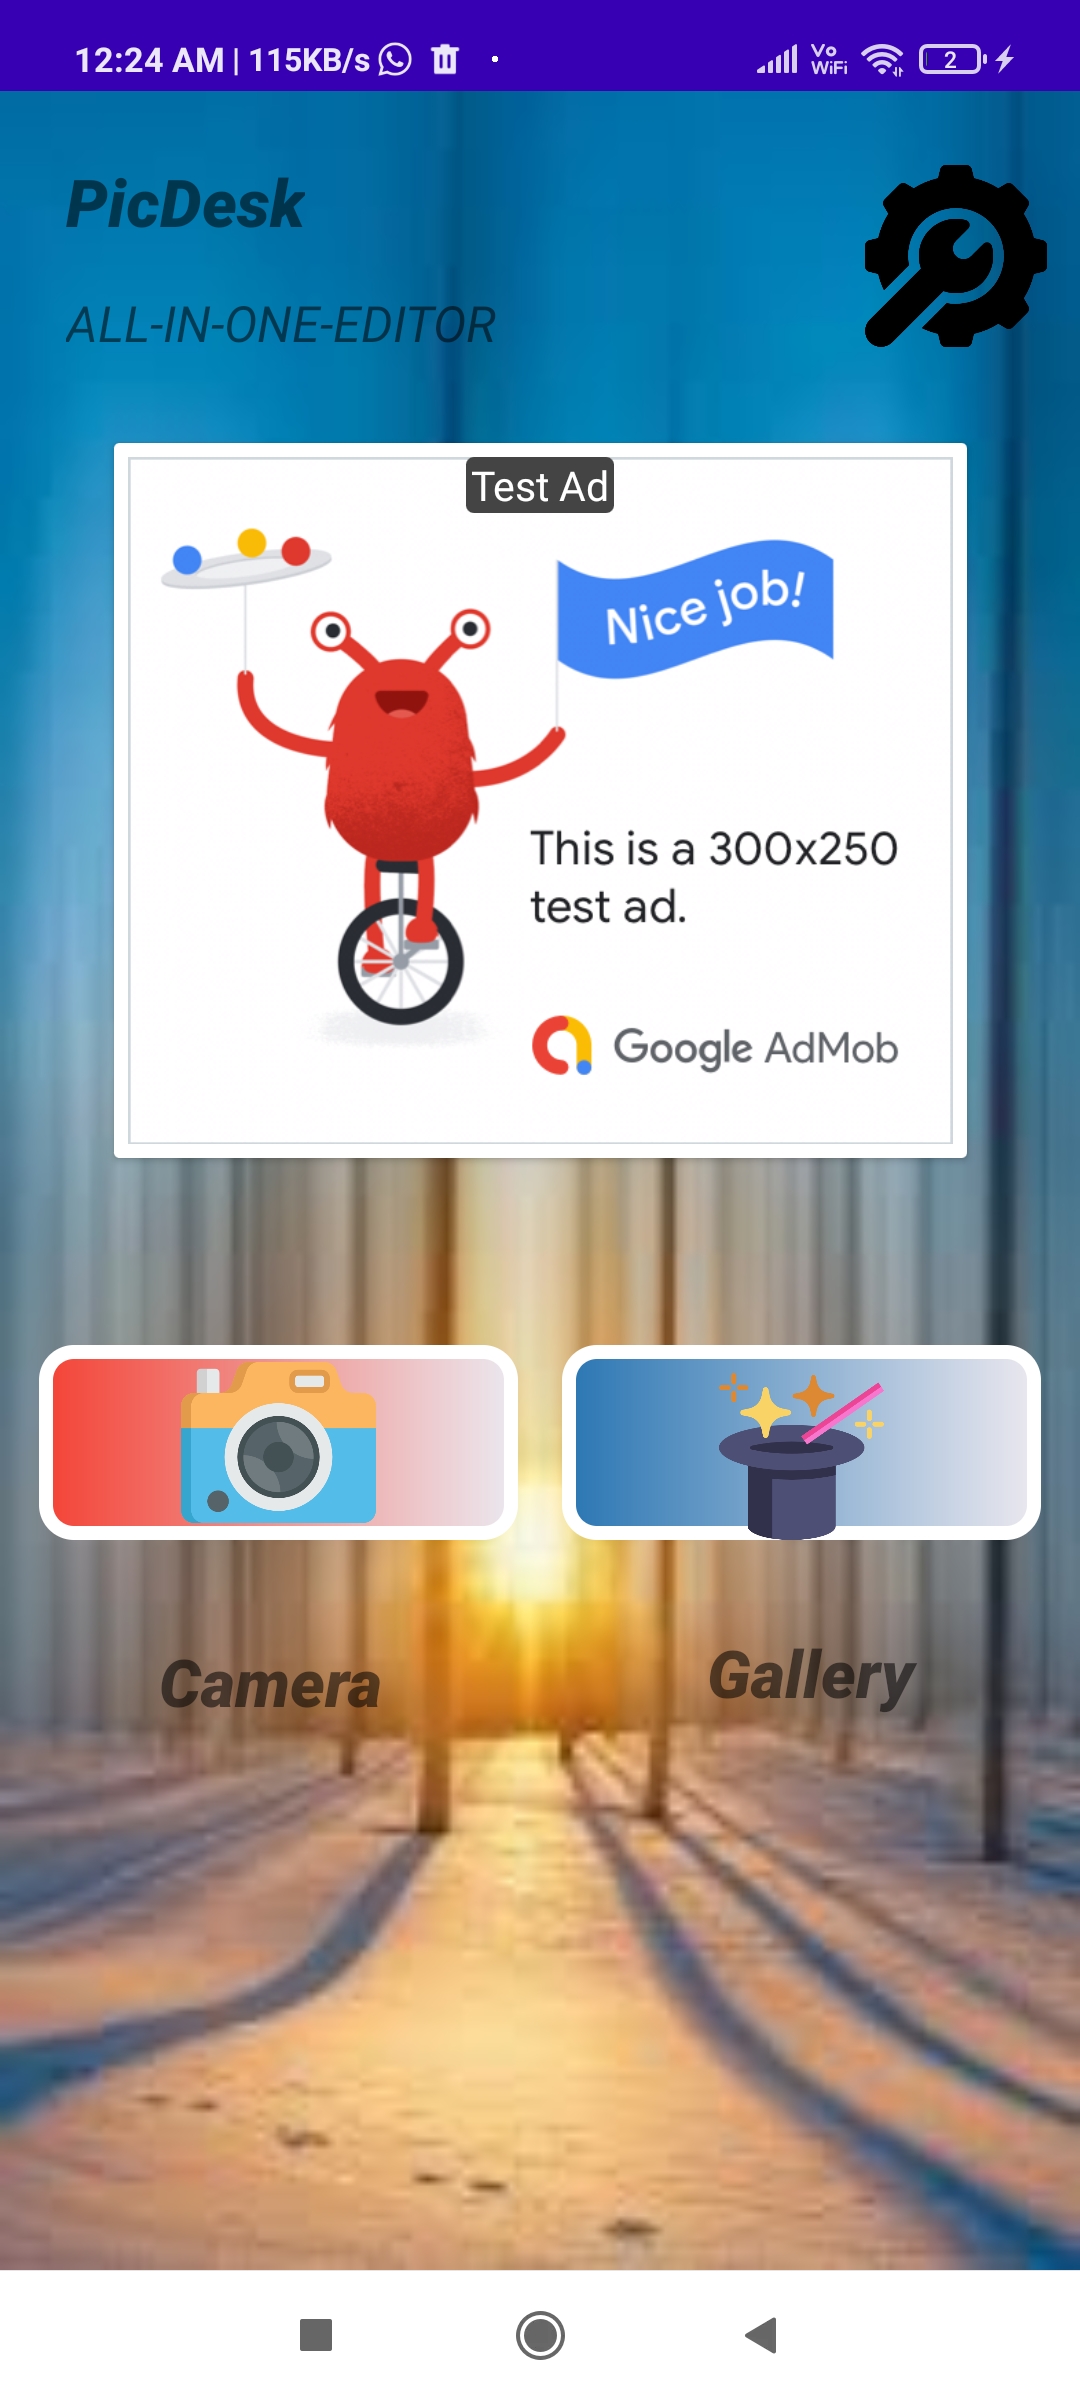 12:24 AM | 115KB/s
Vo
WiFi
2
PicDesk
ALL-IN-ONE-EDITOR
Test Ad
Nice job!
This is a 300x250
test ad.
Google AdMob
Camera
Gallery